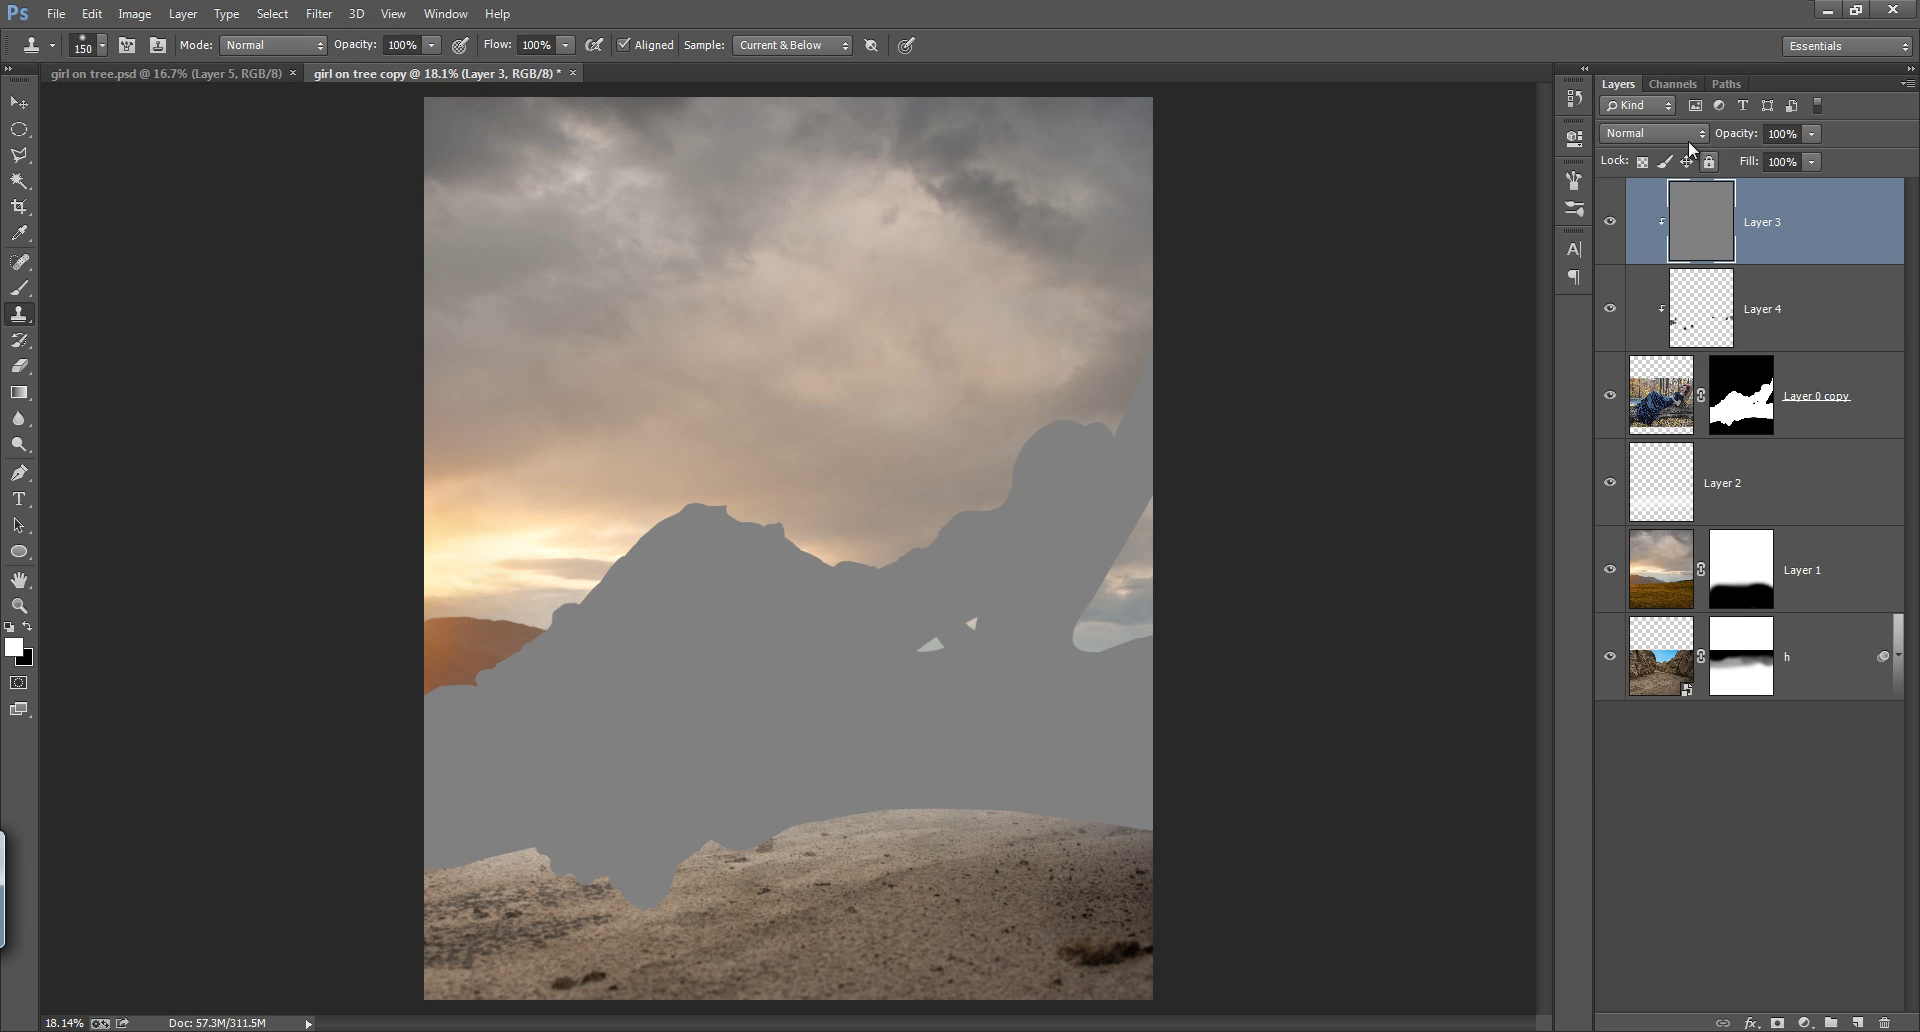 Ps File Edit Image Layer Type Select Filter 3D View Window Help
150 Mode: Normal Opacity: 100% Flow: 100% Aligned Sample: Current & Below Essentials
girl on tree.psd @ 16.7% (Layer 5, RGB/8) × girl on tree copy @ 18.1% (Layer 3, RGB/8) * ×
Layers Channels Paths
Kind
Normal Opacity: 100%
Lock: Fill: 100%
Layer 3
Layer 4
Layer 0 copy
Layer 2
Layer 1
h
18.14% Doc: 57.3M/311.5M